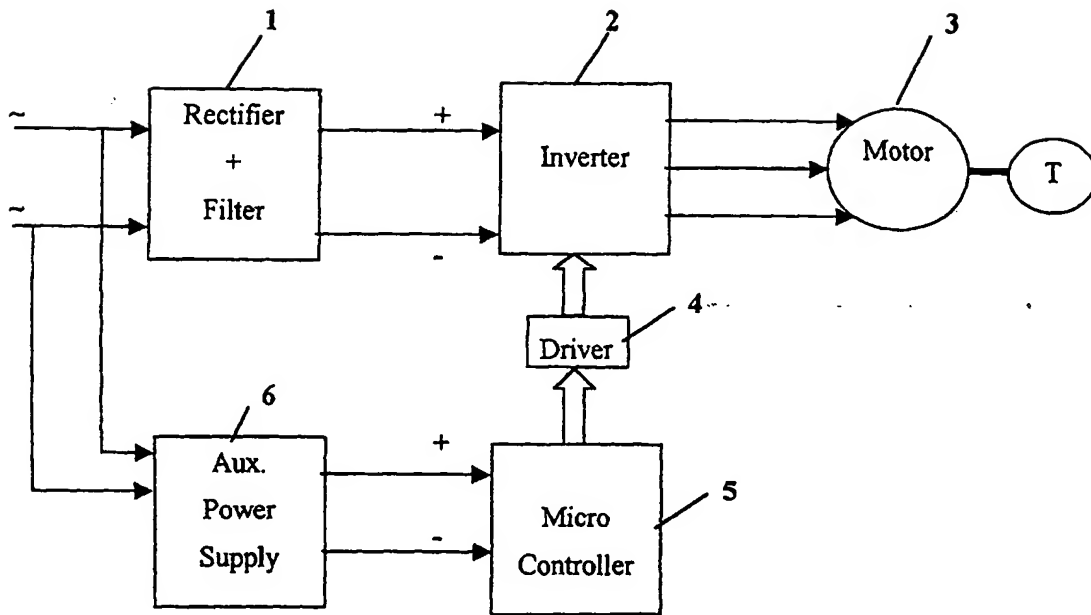 1
2
3
~
Rectifier
+
Filter
+
Inverter
Motor
T
~
-
4
Driver
6
Aux.
Power
Supply
+
-
5
Micro
Controller